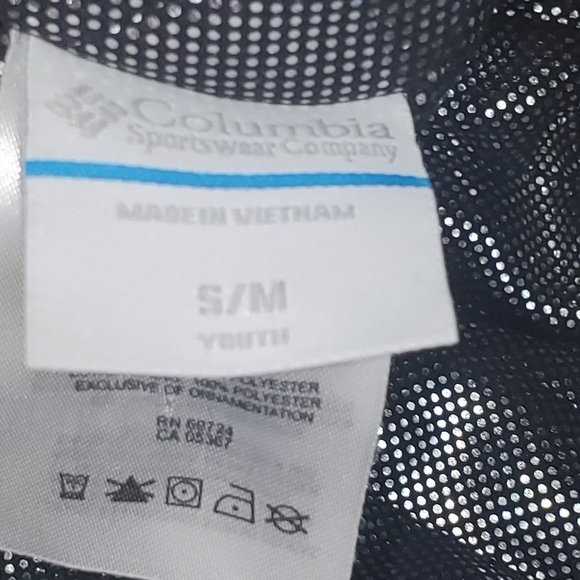 Columbia
Sportswear Company
MADE IN VIETNAM
S/M
YOUTH
100% POLYESTER
EXCLUSIVE OF ORNAMENTATION
RN 69724
CA 05367